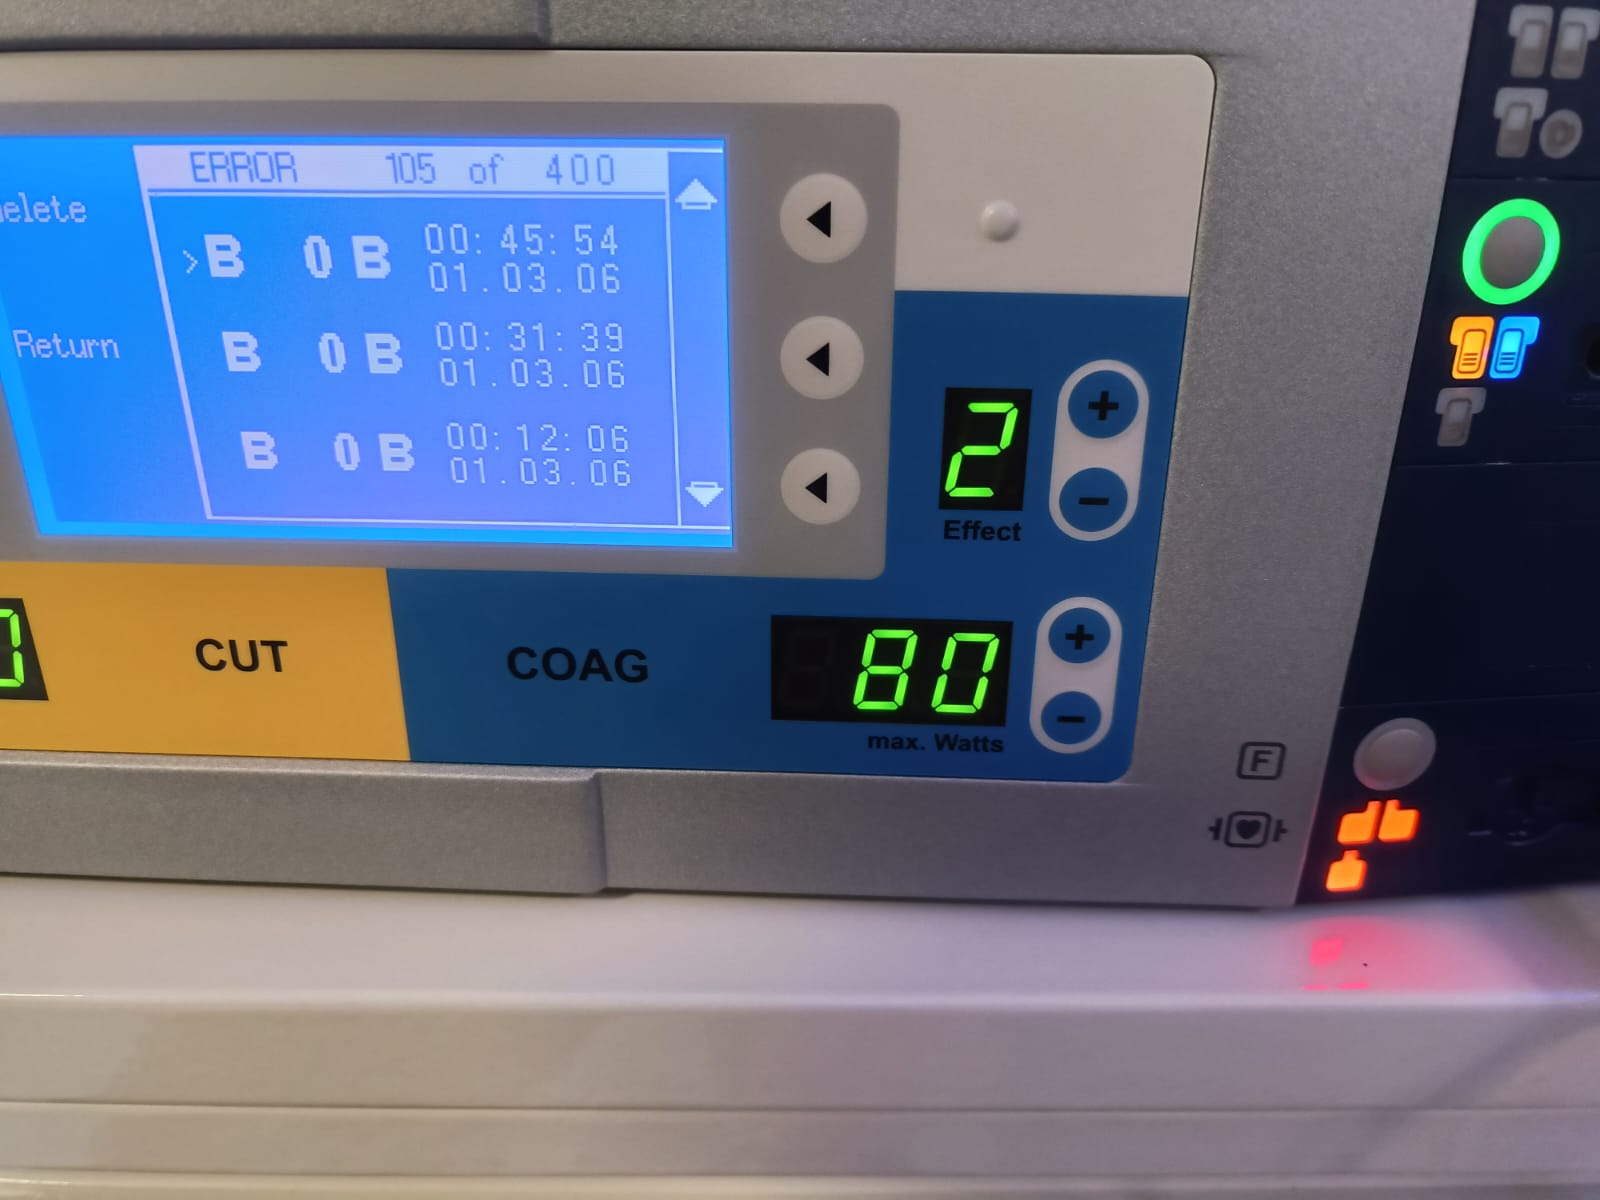 ERROR 105 of 400
>B 0B 00:45:54
01.03.06
Return
B 0B 00:31:39
01.03.06
B 0B 00:12:06
01.03.06
2
+
-
Effect
CUT
COAG
80
+
-
max. Watts
F